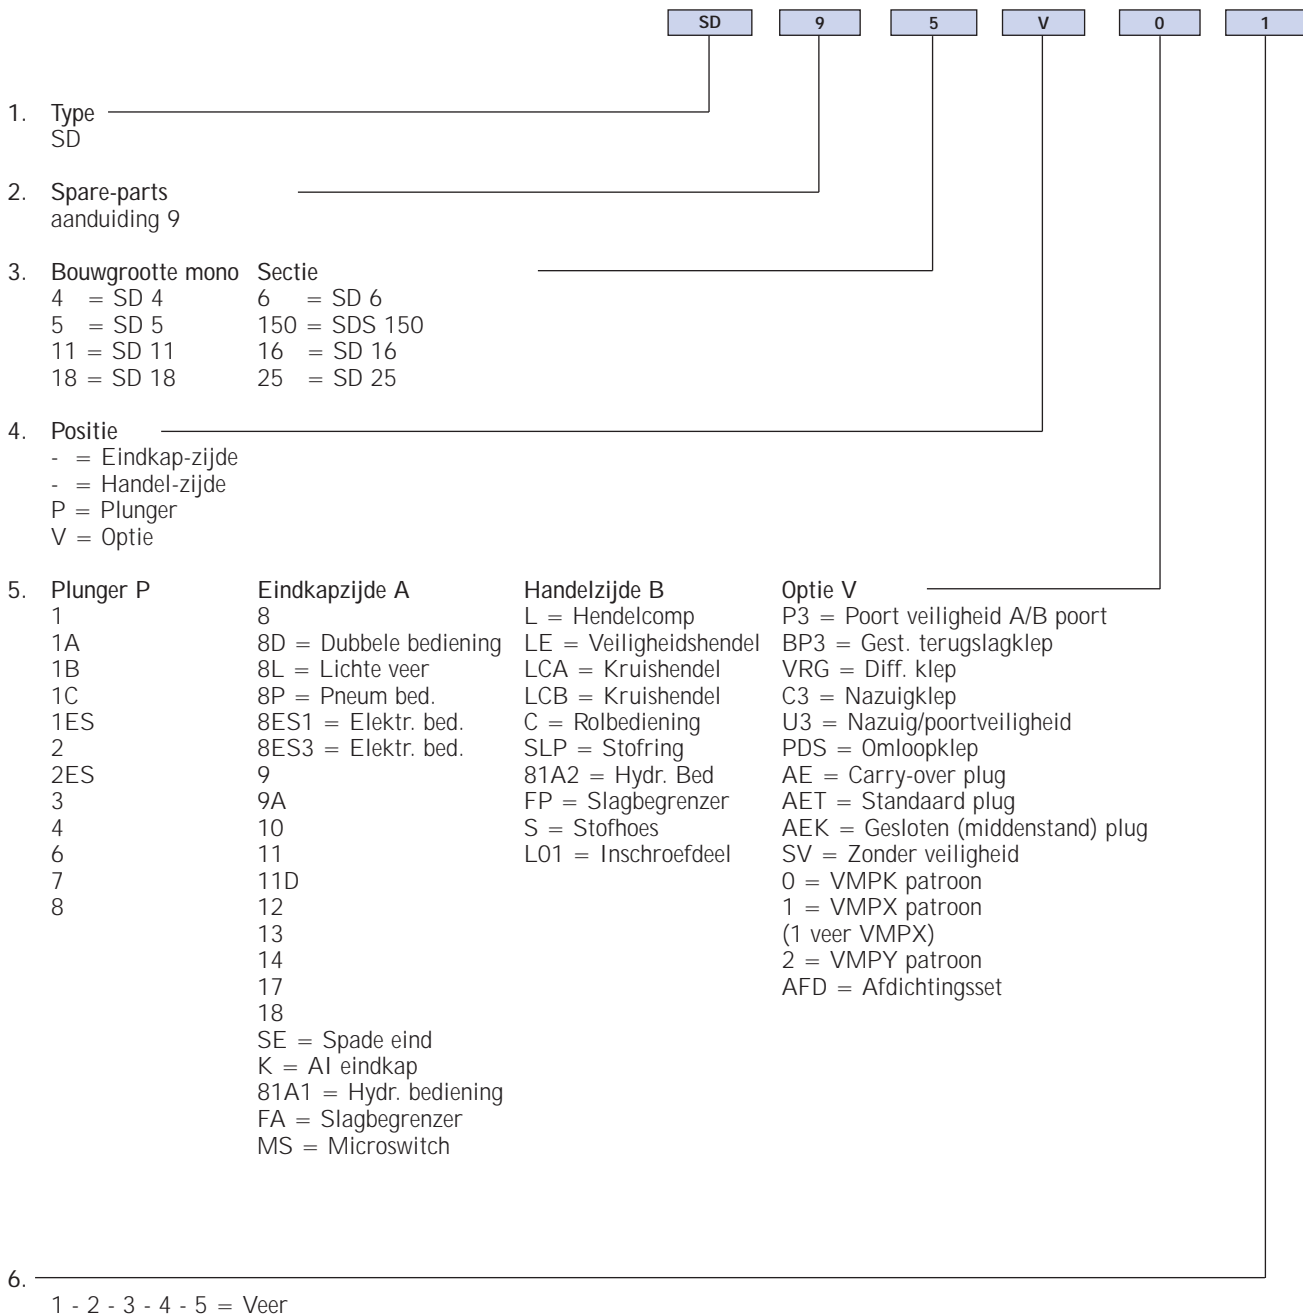 SD 9 5 V 0 1
1. Type
SD
2. Spare-parts
aanduiding 9
3. Bouwgrootte mono Sectie
4 = SD 4 6 = SD 6
5 = SD 5 150 = SDS 150
11 = SD 11 16 = SD 16
18 = SD 18 25 = SD 25
4. Positie
- = Eindkap-zijde
- = Handel-zijde
P = Plunger
V = Optie
5. Plunger P Eindkapzijde A Handelzijde B Optie V
1 8 L = Hendelcomp P3 = Poort veiligheid A/B poort
1A 8D = Dubbele bediening LE = Veiligheidshendel BP3 = Gest. terugslagklep
1B 8L = Lichte veer LCA = Kruishendel VRG = Diff. klep
1C 8P = Pneum bed. LCB = Kruishendel C3 = Nazuigklep
1ES 8ES1 = Elektr. bed. C = Rolbediening U3 = Nazuig/poortveiligheid
2 8ES3 = Elektr. bed. SLP = Stofring PDS = Omloopklep
2ES 9 81A2 = Hydr. Bed AE = Carry-over plug
3 9A FP = Slagbegrenzer AET = Standaard plug
4 10 S = Stofhoes AEK = Gesloten (middenstand) plug
6 11 L01 = Inschroefdeel SV = Zonder veiligheid
7 11D 0 = VMPK patroon
8 12 1 = VMPX patroon
13 (1 veer VMPX)
14 2 = VMPY patroon
17 AFD = Afdichtingsset
18
SE = Spade eind
K = Al eindkap
81A1 = Hydr. bediening
FA = Slagbegrenzer
MS = Microswitch
6.
1 - 2 - 3 - 4 - 5 = Veer